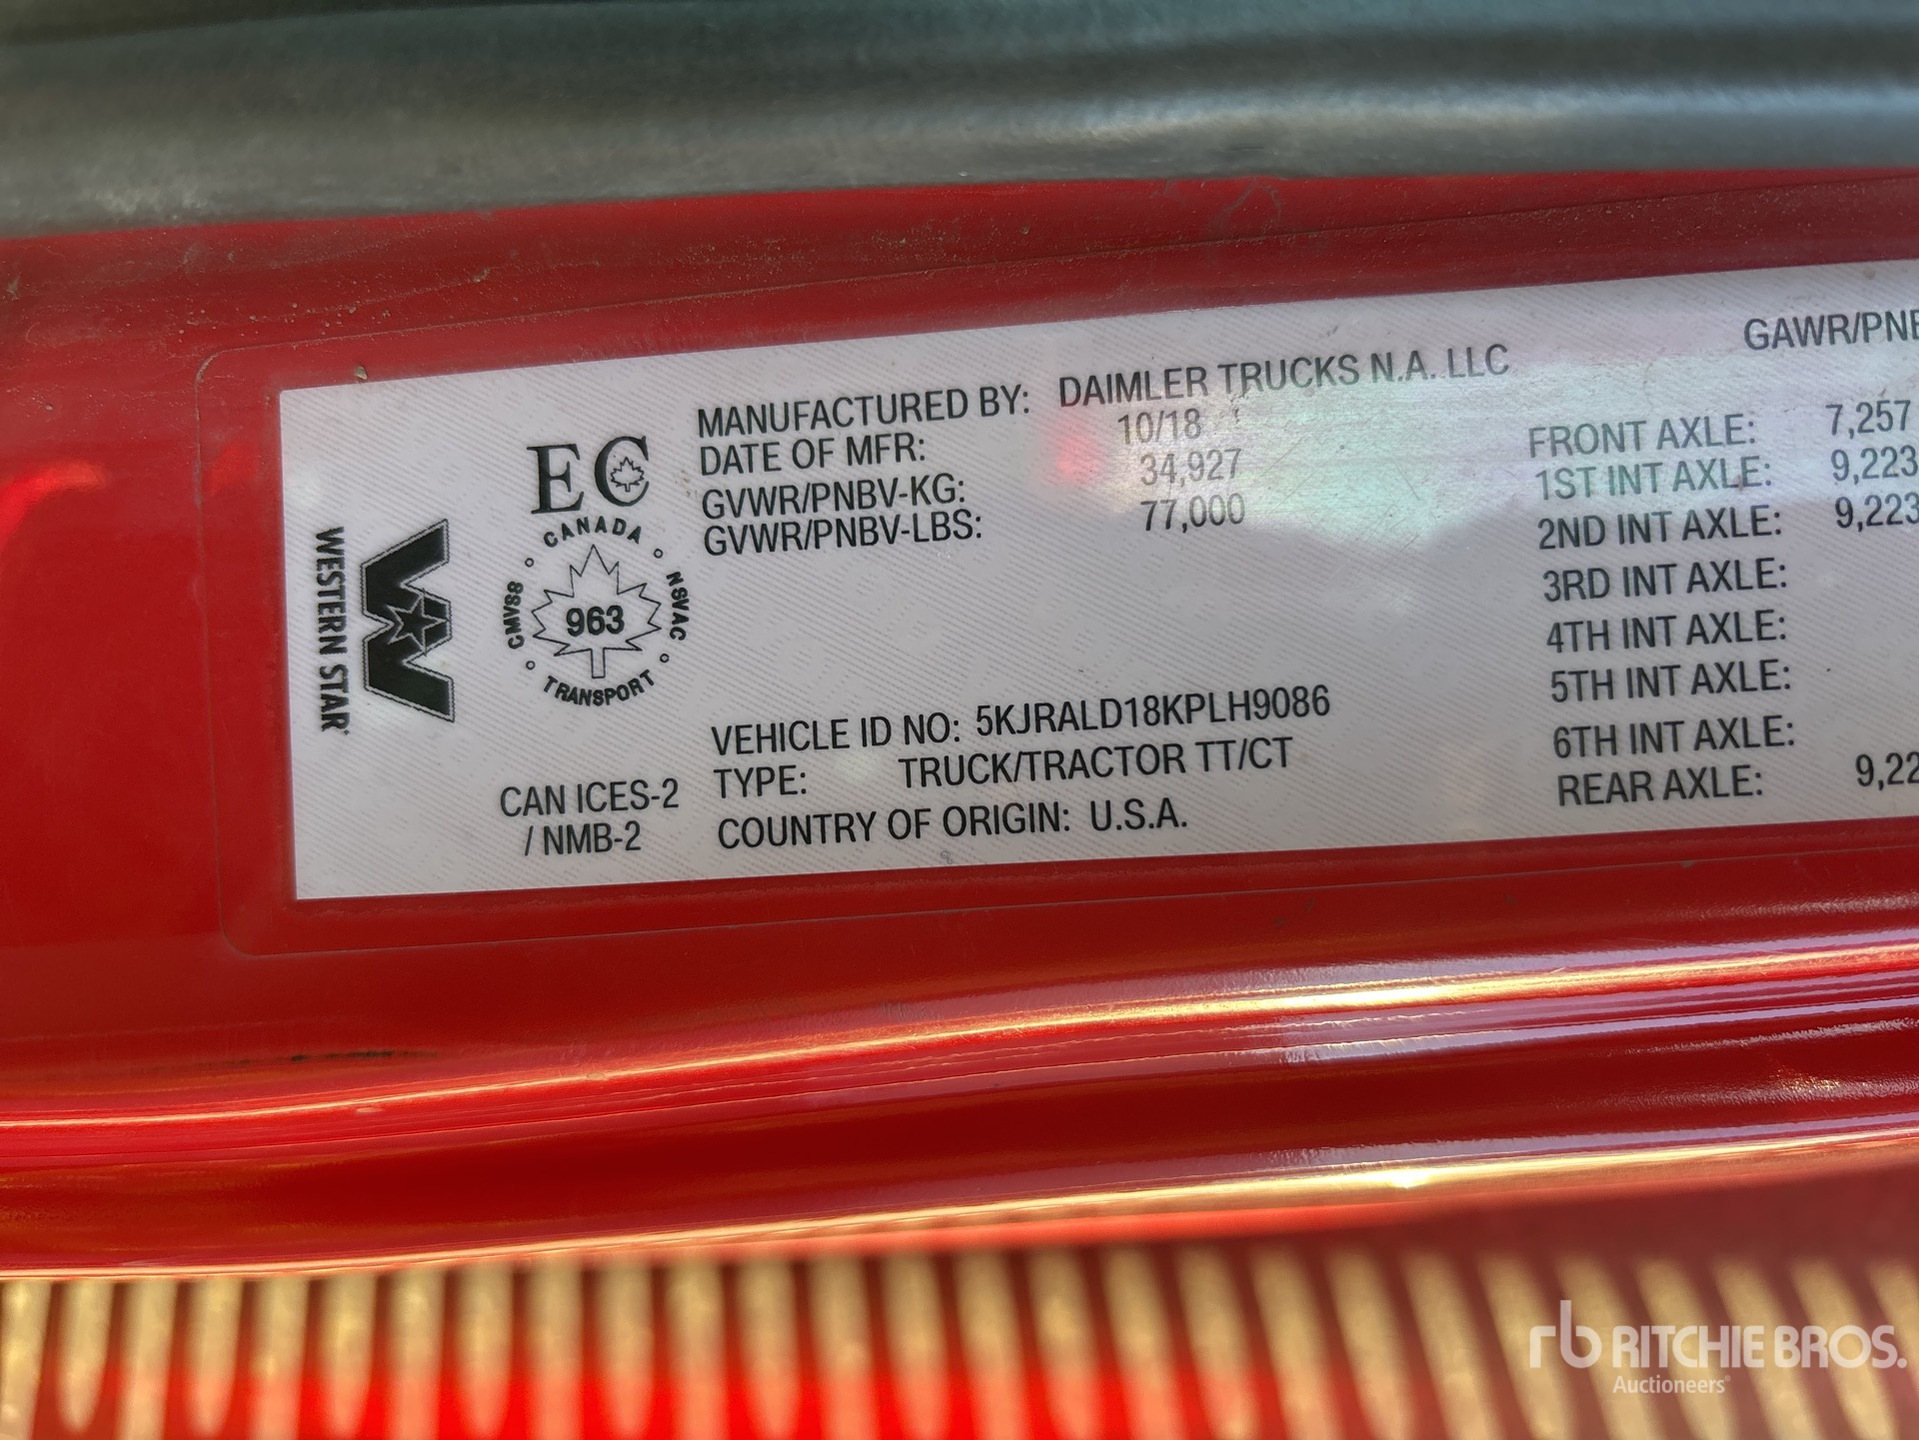 WESTERN STAR
EC
CANADA
CMVSS
NSVAC
963
TRANSPORT
CAN ICES-2
/ NMB-2
MANUFACTURED BY: DAIMLER TRUCKS N.A. LLC
DATE OF MFR: 10/18
GVWR/PNBV-KG: 34,927
GVWR/PNBV-LBS: 77,000
VEHICLE ID NO: 5KJRALD18KPLH9086
TYPE: TRUCK/TRACTOR TT/CT
COUNTRY OF ORIGIN: U.S.A.
GAWR/PNB
FRONT AXLE: 7,257
1ST INT AXLE: 9,223
2ND INT AXLE: 9,223
3RD INT AXLE:
4TH INT AXLE:
5TH INT AXLE:
6TH INT AXLE:
REAR AXLE: 9,22
rb RITCHIE BROS.
Auctioneers